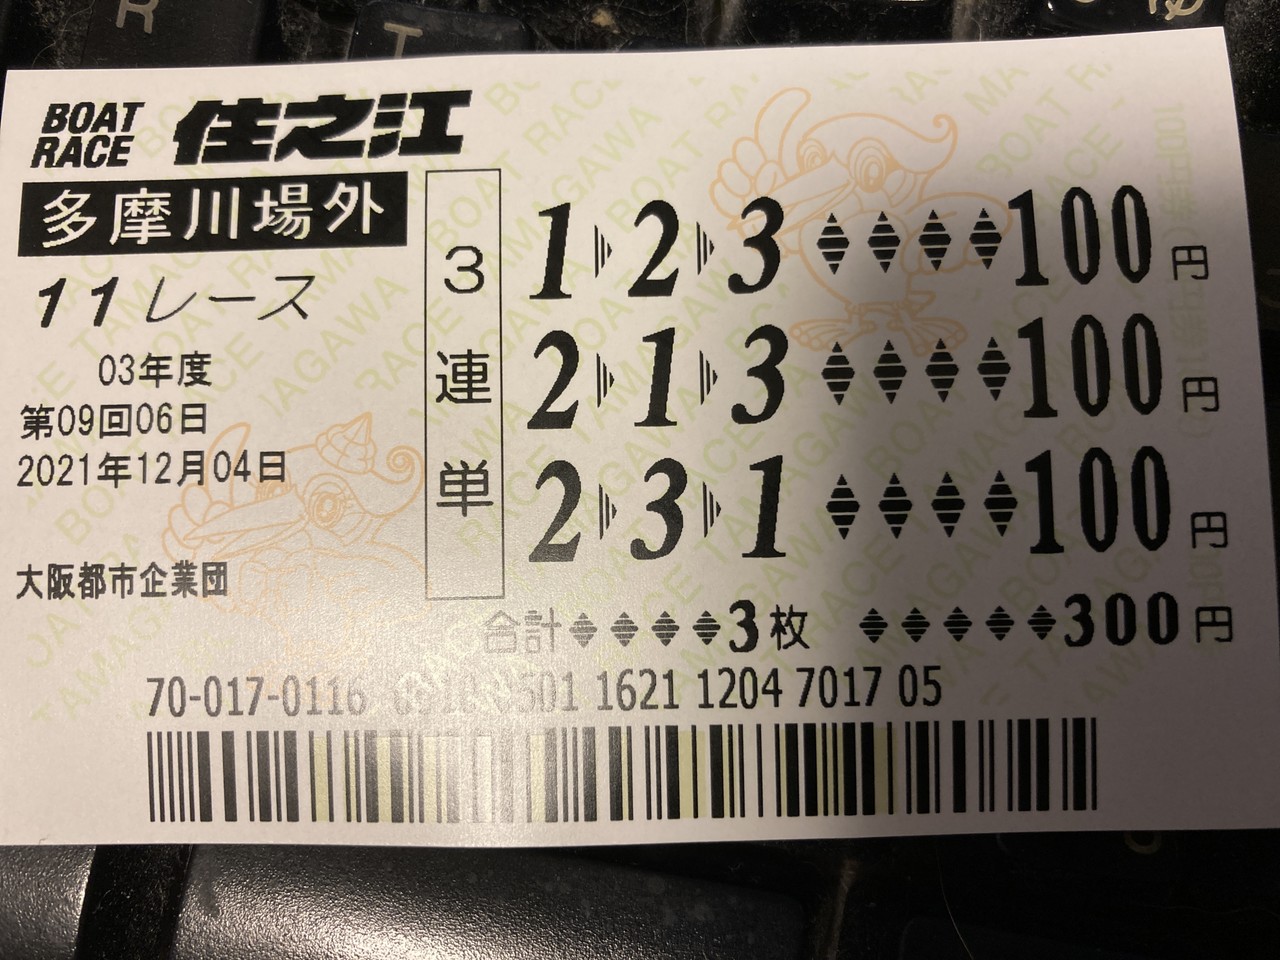 BOAT RACE 住之江
多摩川場外
11レース
03年度
第09回06日
2021年12月04日
大阪都市企業団
3連単
1 2 3 100円
2 1 3 100円
2 3 1 100円
合計 3枚 300円
70-017-0116 1621 1204 7017 05